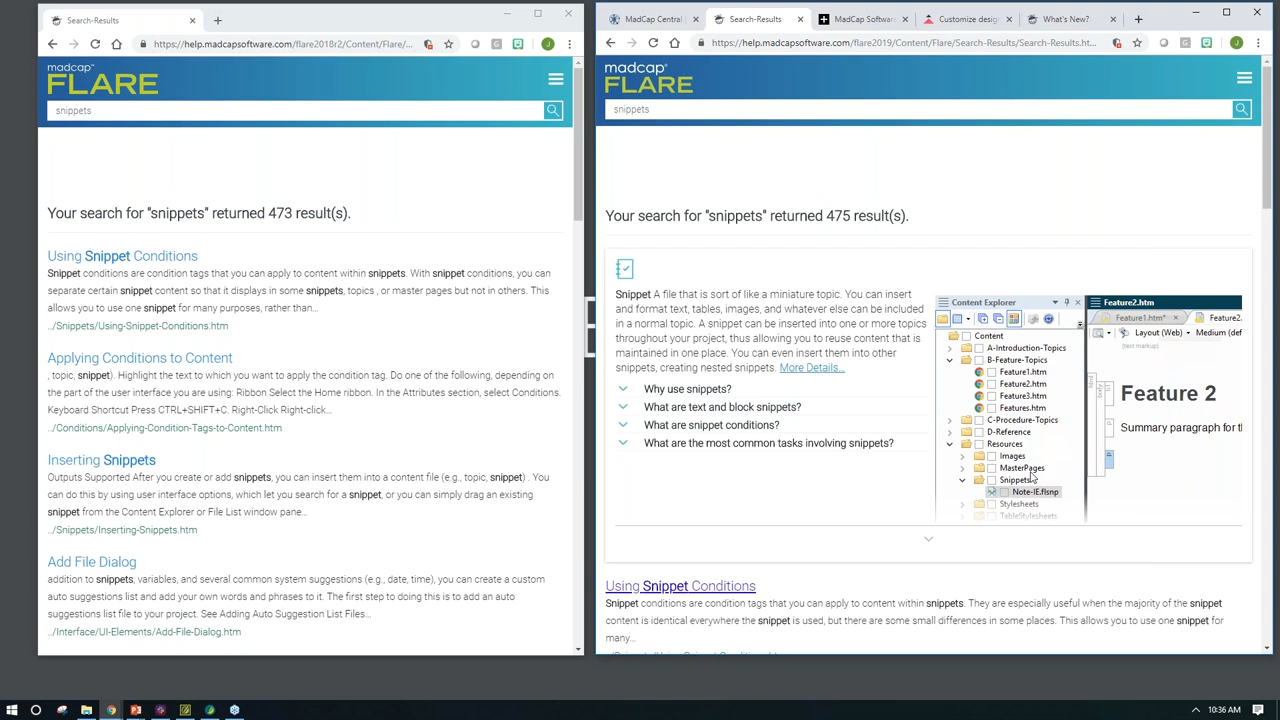 Search-Results
https://help.madcapsoftware.com/flare2018r2/Content/Flare/...
madcap™
FLARE
snippets
Your search for "snippets" returned 473 result(s).
Using Snippet Conditions
Snippet conditions are condition tags that you can apply to content within snippets. With snippet conditions, you can
separate certain snippet content so that it displays in some snippets, topics , or master pages but not in others. This
allows you to use one snippet for many purposes, rather than...
../Snippets/Using-Snippet-Conditions.htm
Applying Conditions to Content
, topic, snippet). Highlight the text to which you want to apply the condition tag. Do one of the following, depending on
the part of the user interface you are using: Ribbon Select the Home ribbon. In the Attributes section, select Conditions.
Keyboard Shortcut Press CTRL+SHIFT+C. Right-Click Right-click...
../Conditions/Applying-Condition-Tags-to-Content.htm
Inserting Snippets
Outputs Supported After you create or add snippets, you can insert them into a content file (e.g., topic, snippet) . You
can do this by using user interface options, which let you search for a snippet, or you can simply drag an existing
snippet from the Content Explorer or File List window pane...
../Snippets/Inserting-Snippets.htm
Add File Dialog
addition to snippets, variables, and several common system suggestions (e.g., date, time), you can create a custom
auto suggestions list and add your own words and phrases to it. The first step to doing this is to add an auto
suggestions list file to your project. See Adding Auto Suggestion List Files...
../Interface/UI-Elements/Add-File-Dialog.htm
MadCap Central
Search-Results
MadCap Software
Customize desig
What's New?
https://help.madcapsoftware.com/flare2019/Content/Flare/Search-Results/Search-Results.ht...
madcap®
FLARE
snippets
Your search for "snippets" returned 475 result(s).
Snippet A file that is sort of like a miniature topic. You can insert
and format text, tables, images, and whatever else can be included
in a normal topic. A snippet can be inserted into one or more topics
throughout your project, thus allowing you to reuse content that is
maintained in one place. You can even insert them into other
snippets, creating nested snippets. More Details...
Why use snippets?
What are text and block snippets?
What are snippet conditions?
What are the most common tasks involving snippets?
Content Explorer
Content
A-Introduction-Topics
B-Feature-Topics
Feature1.htm
Feature2.htm
Feature3.htm
Features.htm
C-Procedure-Topics
D-Reference
Resources
Images
MasterPages
Snippets
Note-IE.flsnp
Stylesheets
TableStylesheets
Feature2.htm
Feature1.htm*
Feature2.
Layout (Web)
Medium (def
(text markup)
Feature 2
Summary paragraph for t
Using Snippet Conditions
Snippet conditions are condition tags that you can apply to content within snippets. They are especially useful when the majority of the snippet
content is identical everywhere the snippet is used, but there are some small differences in some places. This allows you to use one snippet for
many...
10:36 AM